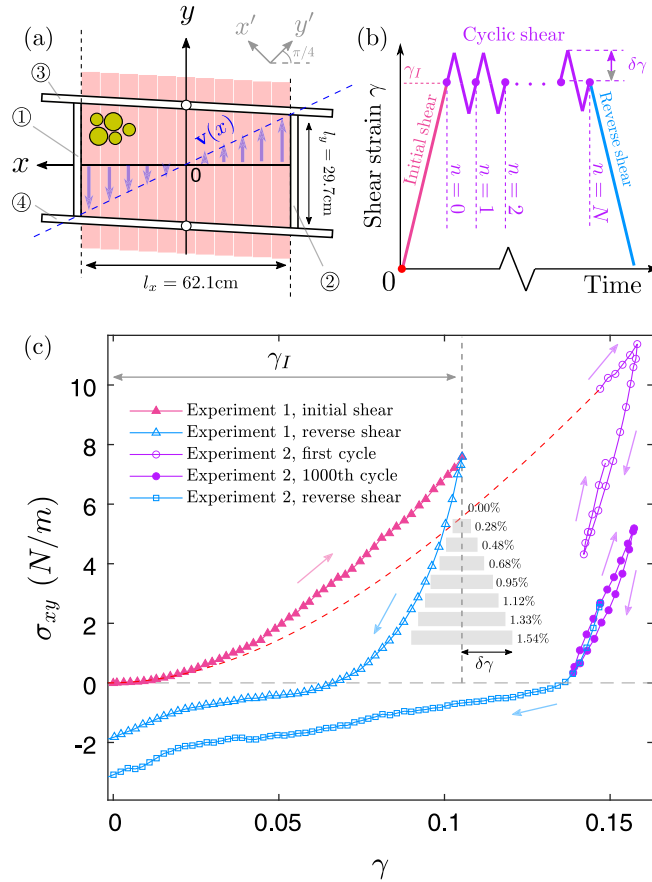 (a)
y
x′
y′
π/4
③
①
v(x)
x
0
l_y = 29.7cm
④
②
l_x = 62.1cm
(b)
Cyclic shear
δγ
γ_I
Shear strain γ
Initial shear
Reverse shear
n = 0
n = 1
n = 2
n = N
0
Time
(c)
γ_I
10
8
6
4
2
0
-2
σ_xy (N/m)
Experiment 1, initial shear
Experiment 1, reverse shear
Experiment 2, first cycle
Experiment 2, 1000th cycle
Experiment 2, reverse shear
0.00%
0.28%
0.48%
0.68%
0.95%
1.12%
1.33%
1.54%
δγ
0
0.05
0.1
0.15
γ